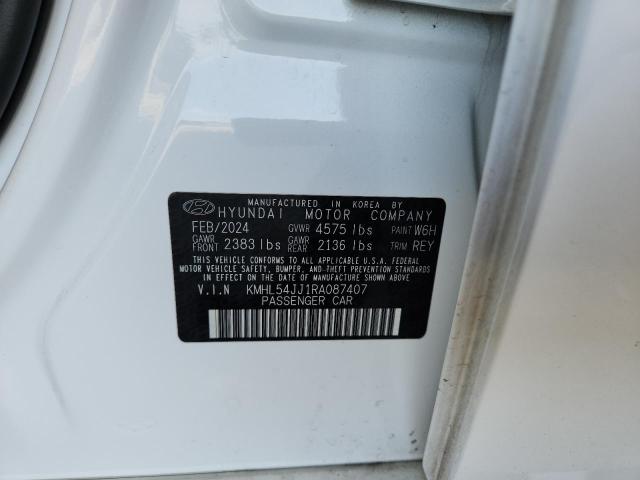 MANUFACTURED IN KOREA BY
HYUNDAI MOTOR COMPANY
FEB/2024 GVWR 4575 lbs PAINT W6H
GAWR FRONT 2383 lbs GAWR REAR 2136 lbs TRIM REY
THIS VEHICLE CONFORMS TO ALL APPLICABLE U.S.A. FEDERAL
MOTOR VEHICLE SAFETY, BUMPER, AND THEFT PREVENTION STANDARDS
IN EFFECT ON THE DATE OF MANUFACTURE SHOWN ABOVE.
V.I.N KMHL54JJ1RA087407
PASSENGER CAR